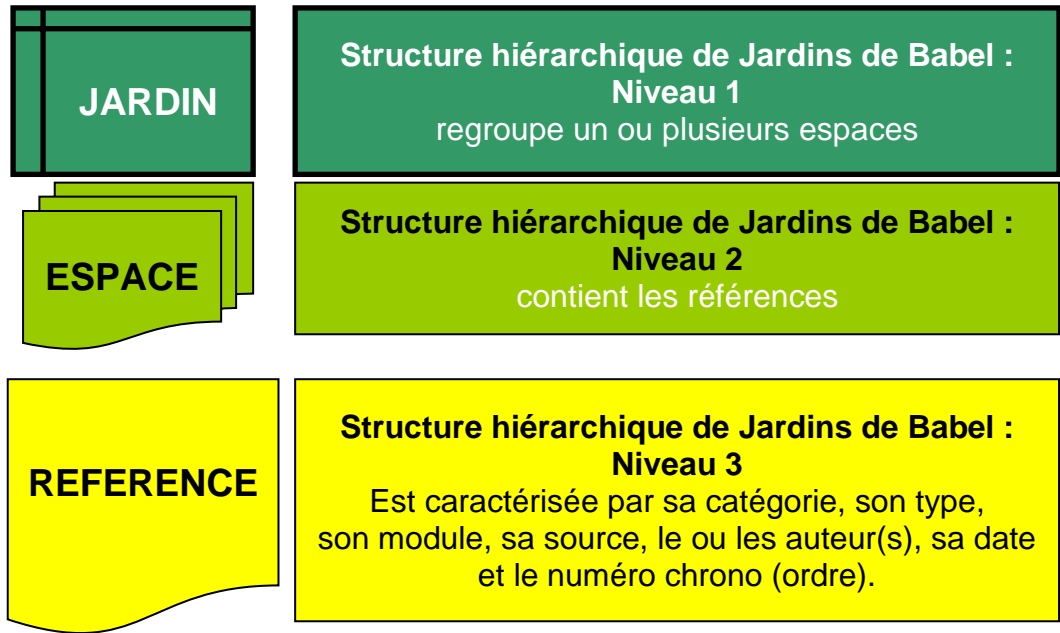 JARDIN
Structure hiérarchique de Jardins de Babel :
Niveau 1
regroupe un ou plusieurs espaces
ESPACE
Structure hiérarchique de Jardins de Babel :
Niveau 2
contient les références
REFERENCE
Structure hiérarchique de Jardins de Babel :
Niveau 3
Est caractérisée par sa catégorie, son type,
son module, sa source, le ou les auteur(s), sa date
et le numéro chrono (ordre).